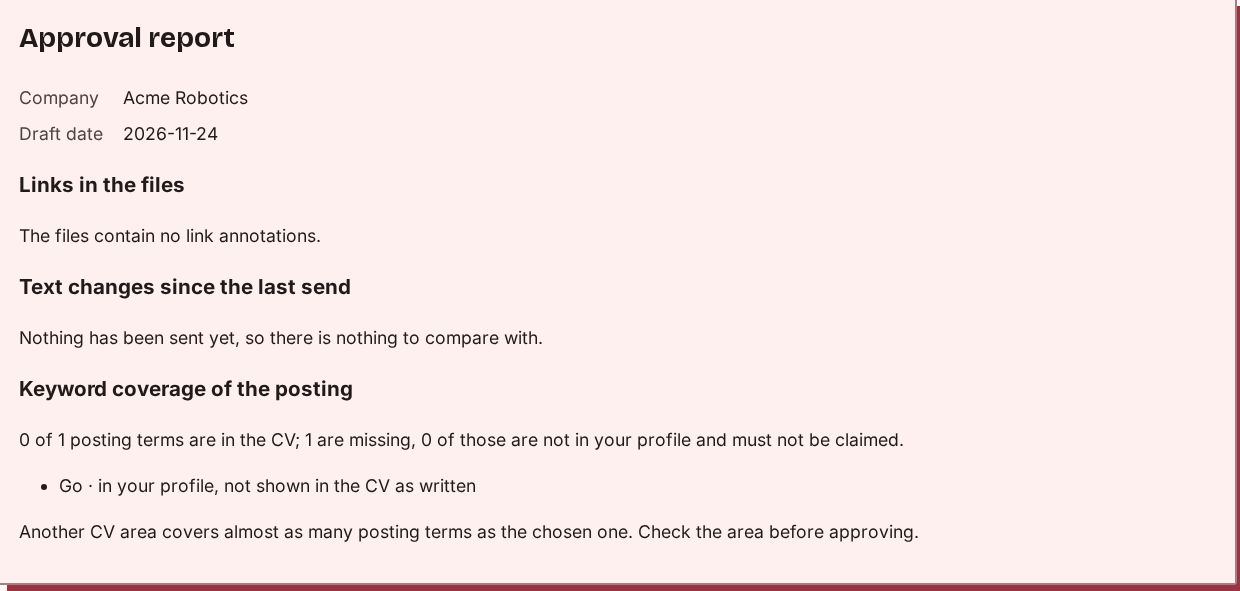 Approval report
Company Acme Robotics
Draft date 2026-11-24
Links in the files
The files contain no link annotations.
Text changes since the last send
Nothing has been sent yet, so there is nothing to compare with.
Keyword coverage of the posting
0 of 1 posting terms are in the CV; 1 are missing, 0 of those are not in your profile and must not be claimed.
• Go · in your profile, not shown in the CV as written
Another CV area covers almost as many posting terms as the chosen one. Check the area before approving.